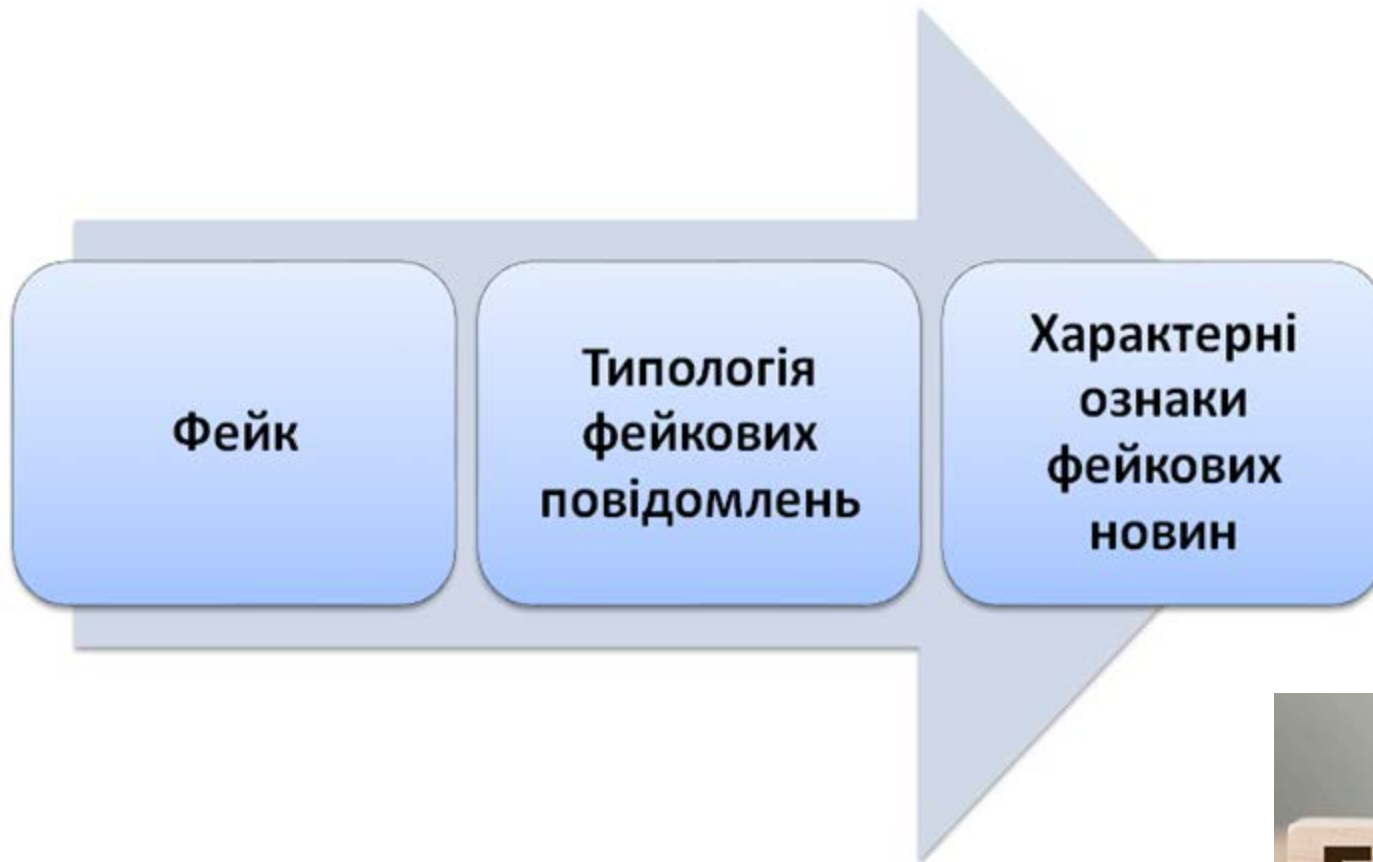 Фейк
Типологія
фейкових
повідомлень
Характерні
ознаки
фейкових
новин